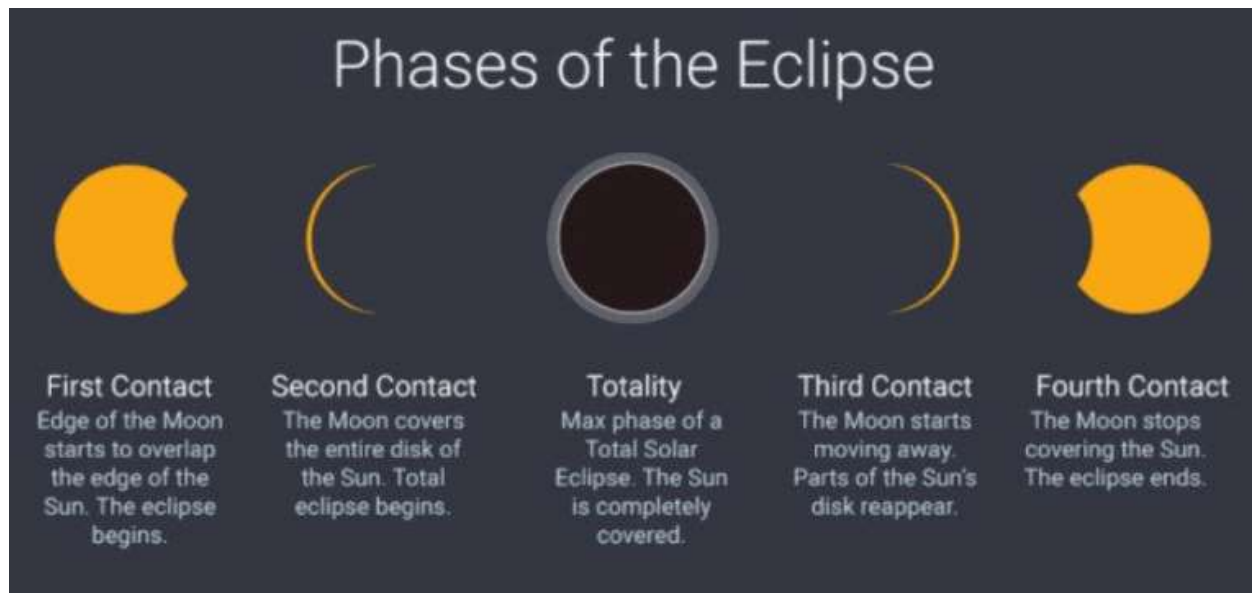 Phases of the Eclipse
First Contact
Edge of the Moon
starts to overlap
the edge of the
Sun. The eclipse
begins.
Second Contact
The Moon covers
the entire disk of
the Sun. Total
eclipse begins.
Totality
Max phase of a
Total Solar
Eclipse. The Sun
is completely
covered.
Third Contact
The Moon starts
moving away.
Parts of the Sun's
disk reappear.
Fourth Contact
The Moon stops
covering the Sun.
The eclipse ends.